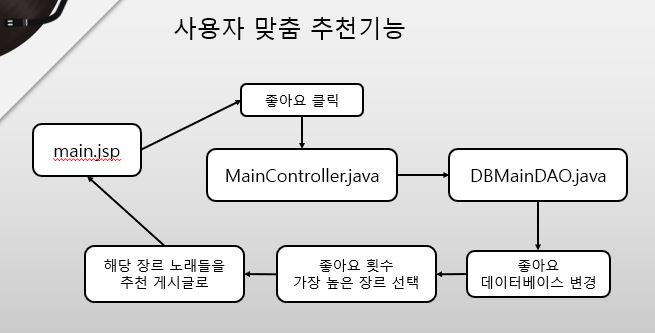 사용자 맞춤 추천기능
좋아요 클릭
main.jsp
MainController.java
DBMainDAO.java
해당 장르 노래들을
추천 게시글로
좋아요 횟수
가장 높은 장르 선택
좋아요
데이터베이스 변경